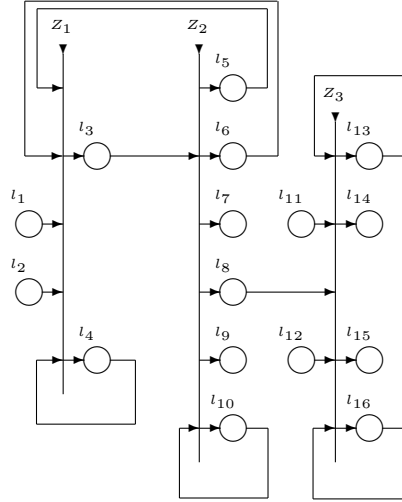 Z₁ Z₂
l₅
Z₃
l₃ l₆ l₁₃
l₁ l₇ l₁₁ l₁₄
l₂ l₈
l₄ l₉ l₁₂ l₁₅
l₁₀ l₁₆